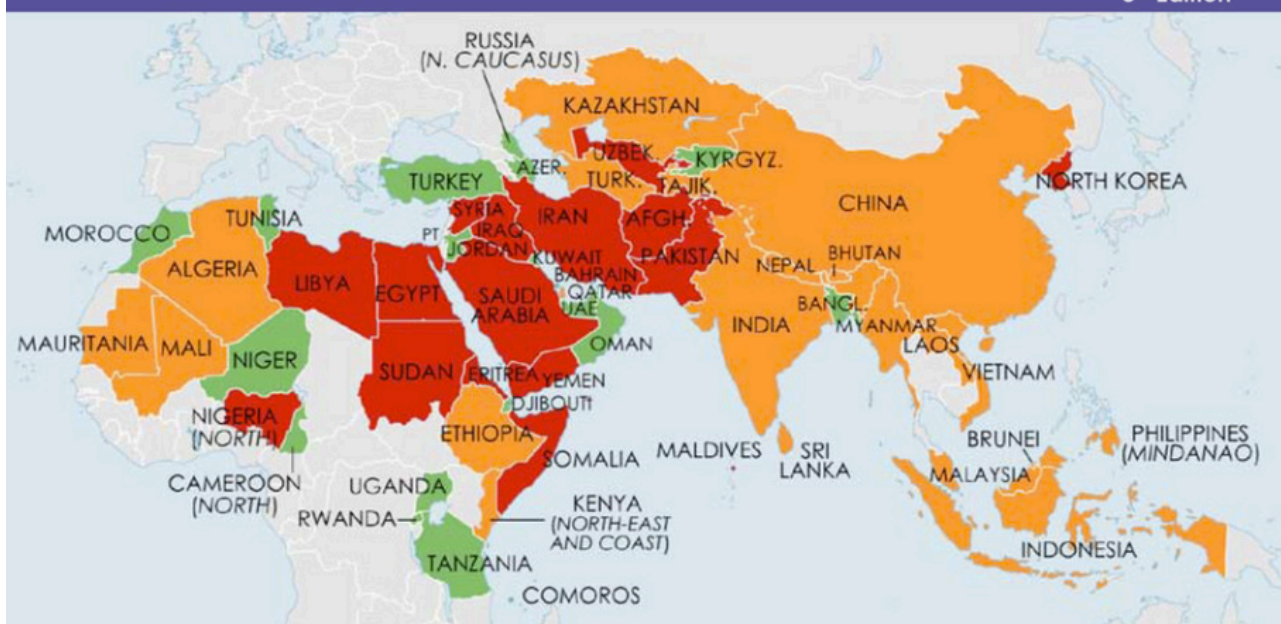 Edition
RUSSIA
(N. CAUCASUS)
KAZAKHSTAN
UZBEK.
KYRGYZ.
AZER.
TURKEY
TURK.
TAJIK.
NORTH KOREA
SYRIA
IRAN
AFGH.
CHINA
TUNISIA
MOROCCO
PT
IRAQ
JORDAN
KUWAIT
PAKISTAN
BHUTAN
NEPAL
ALGERIA
LIBYA
EGYPT
BAHRAIN
QATAR
SAUDI
ARABIA
UAE
BANGL.
INDIA
MYANMAR
LAOS
OMAN
MAURITANIA
MALI
NIGER
SUDAN
ERITREA
YEMEN
VIETNAM
DJIBOUTI
NIGERIA
(NORTH)
ETHIOPIA
SOMALIA
MALDIVES
SRI
LANKA
BRUNEI
PHILIPPINES
(MINDANAO)
MALAYSIA
CAMEROON
(NORTH)
UGANDA
RWANDA
KENYA
(NORTH-EAST
AND COAST)
INDONESIA
TANZANIA
COMOROS